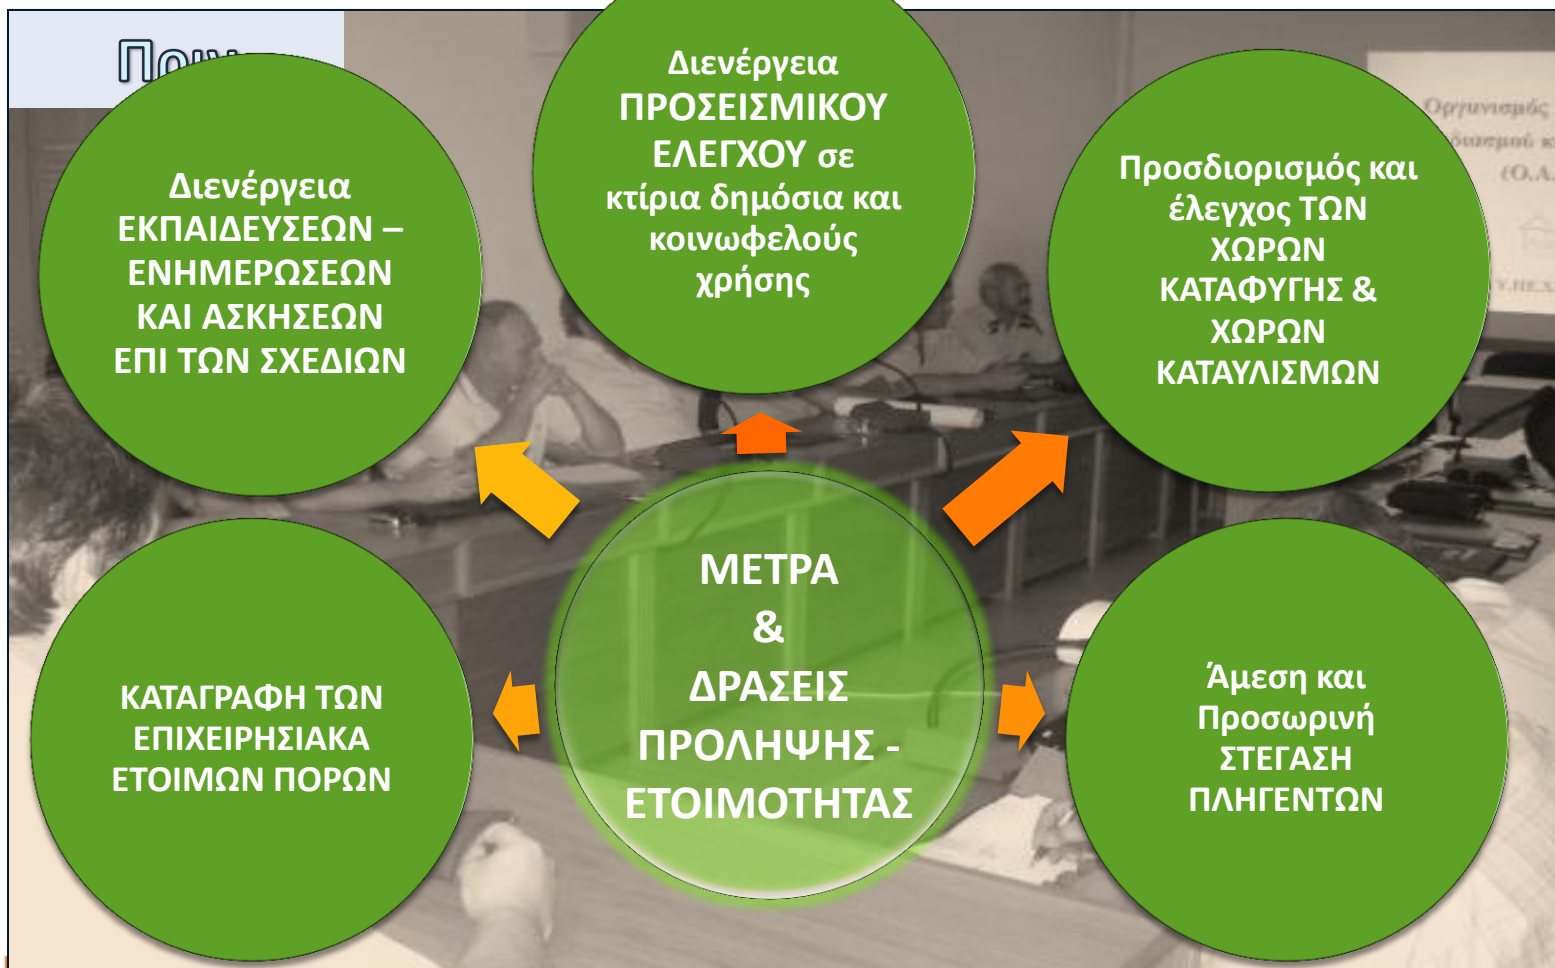 Διενέργεια
ΕΚΠΑΙΔΕΥΣΕΩΝ –
ΕΝΗΜΕΡΩΣΕΩΝ
ΚΑΙ ΑΣΚΗΣΕΩΝ
ΕΠΙ ΤΩΝ ΣΧΕΔΙΩΝ
Διενέργεια
ΠΡΟΣΕΙΣΜΙΚΟΥ
ΕΛΕΓΧΟΥ σε
κτίρια δημόσια και
κοινωφελούς
χρήσης
Προσδιορισμός και
έλεγχος ΤΩΝ
ΧΩΡΩΝ
ΚΑΤΑΦΥΓΗΣ &
ΧΩΡΩΝ
ΚΑΤΑΥΛΙΣΜΩΝ
Οργανισμός
(Ο.Α.
ΚΑΤΑΓΡΑΦΗ ΤΩΝ
ΕΠΙΧΕΙΡΗΣΙΑΚΑ
ΕΤΟΙΜΩΝ ΠΟΡΩΝ
ΜΕΤΡΑ
&
ΔΡΑΣΕΙΣ
ΠΡΟΛΗΨΗΣ -
ΕΤΟΙΜΟΤΗΤΑΣ
Άμεση και
Προσωρινή
ΣΤΕΓΑΣΗ
ΠΛΗΓΕΝΤΩΝ